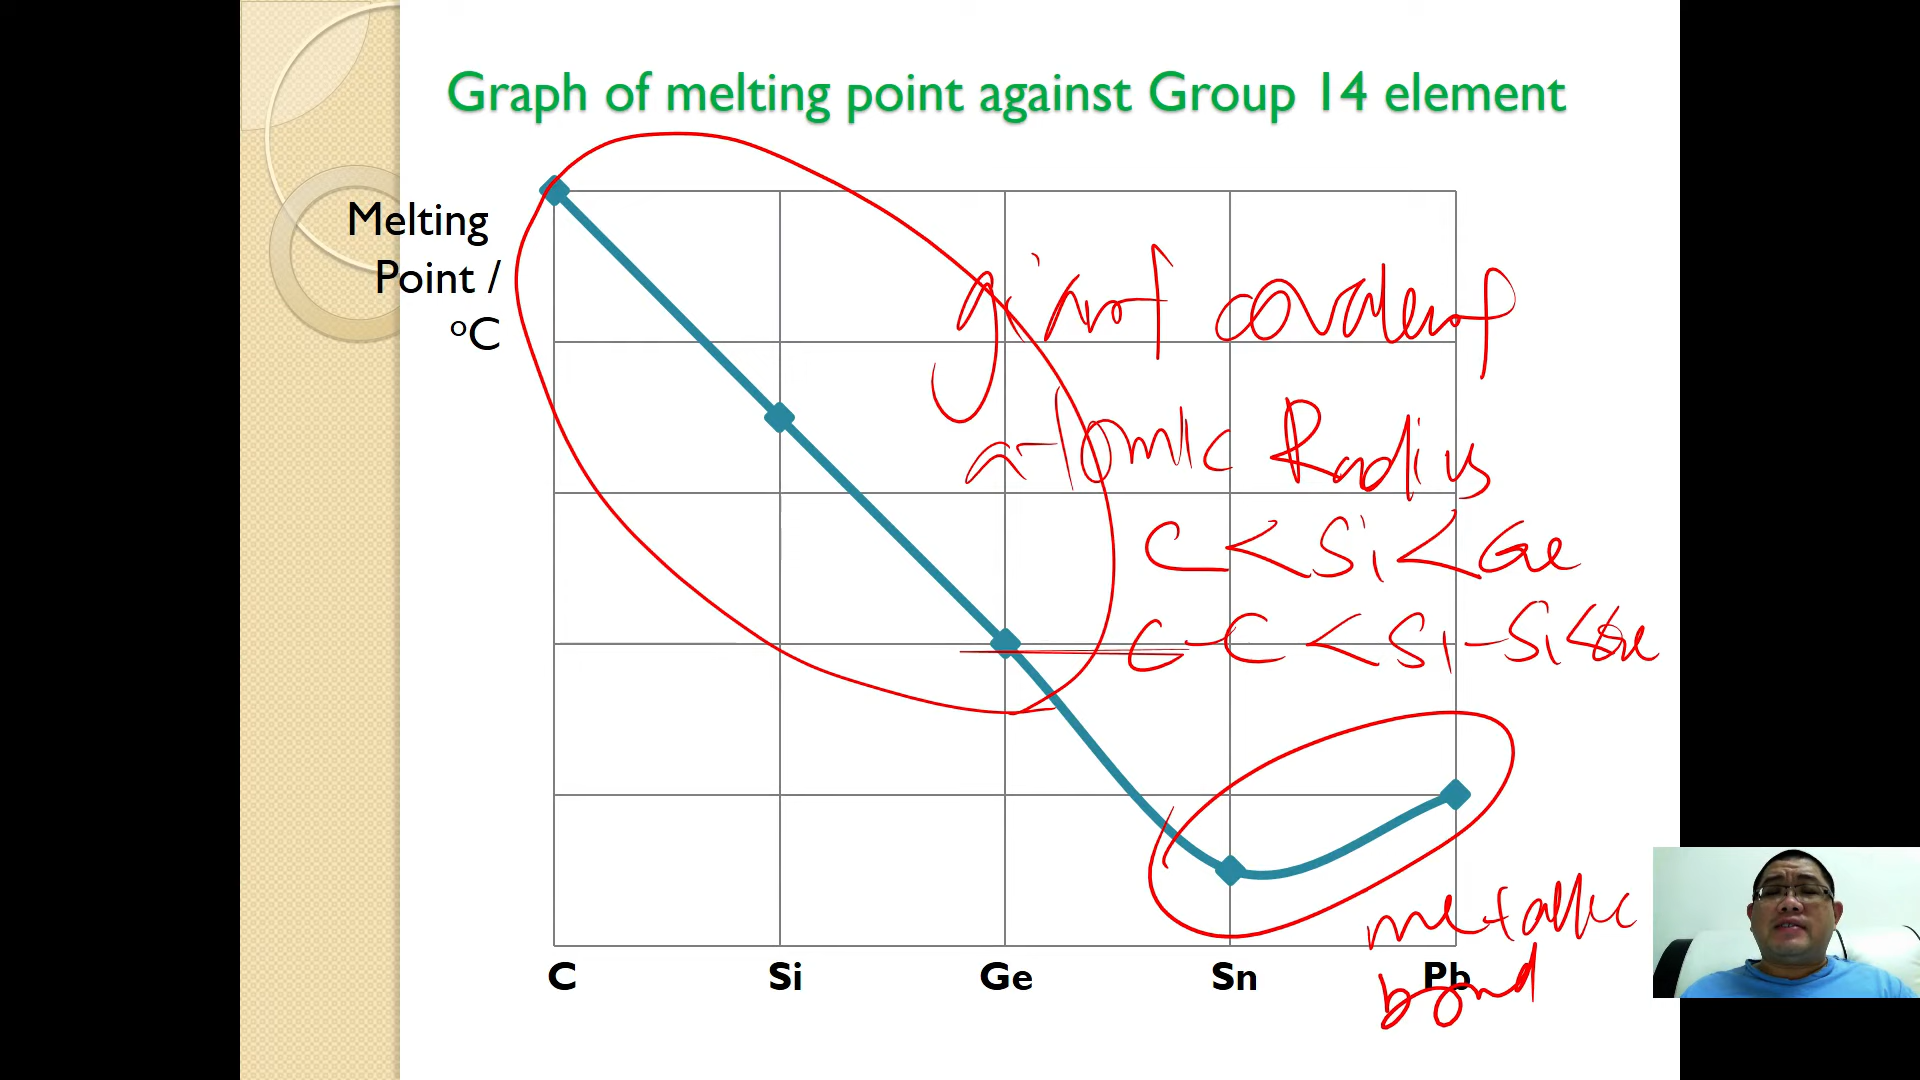 Graph of melting point against Group 14 element
Melting
Point /
°C
giant covalent
atomic Radius
C < Si < Ge
C-C < Si-Si < Ge
metallic
bond
C Si Ge Sn Pb